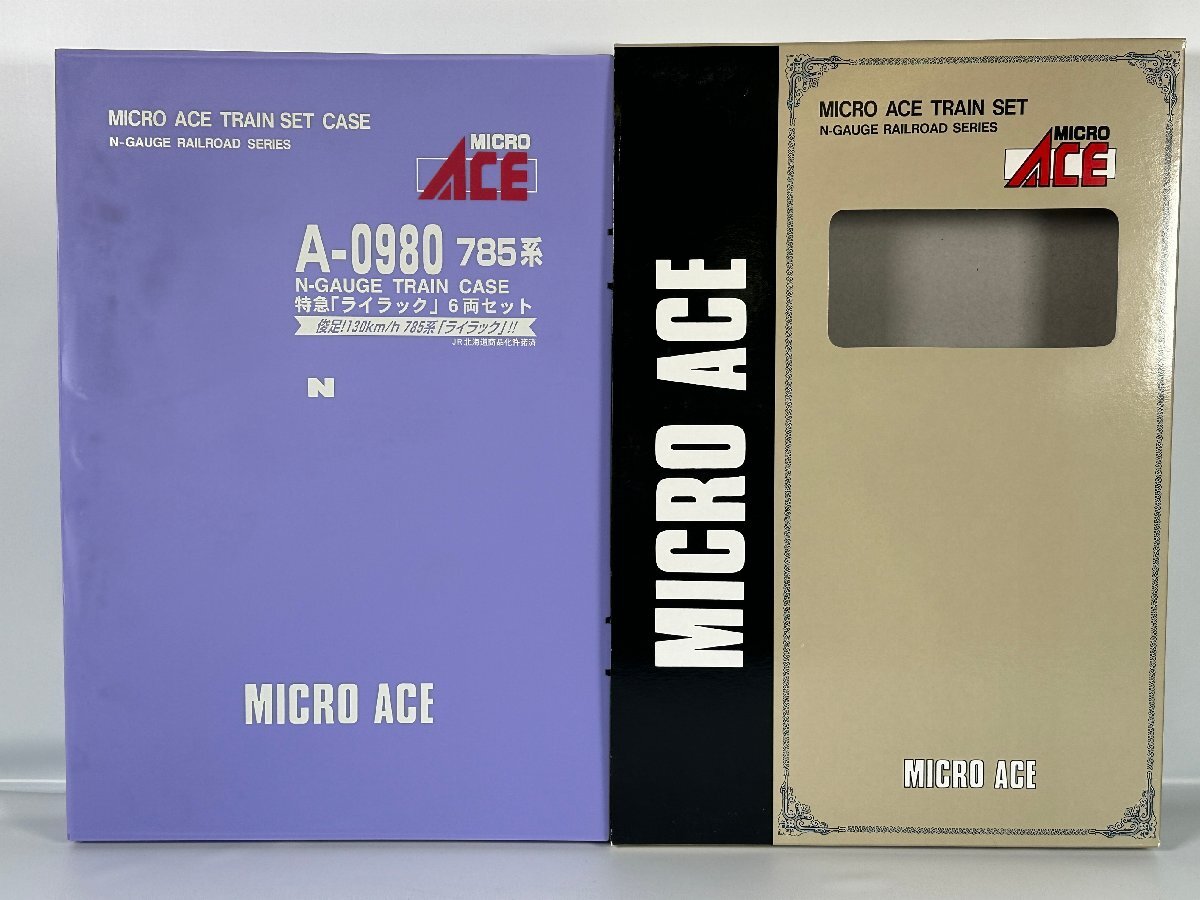 MICRO ACE TRAIN SET CASE
N-GAUGE RAILROAD SERIES
MICRO
ACE
A-0980 785系
N-GAUGE TRAIN CASE
特急「ライラック」6両セット
俊足!130km/h 785系「ライラック」!!
JR北海道商品化許諾済
N
MICRO ACE
MICRO ACE
MICRO ACE TRAIN SET
N-GAUGE RAILROAD SERIES
MICRO
ACE
MICRO ACE